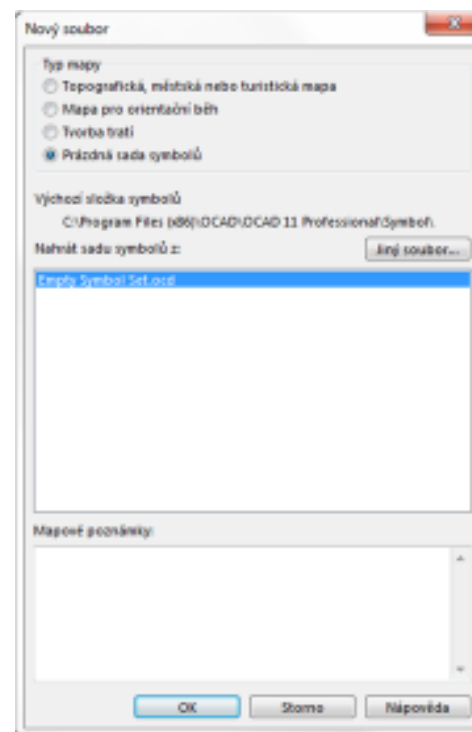 Nový soubor
Typ mapy
Topografická, městská nebo turistická mapa
Mapa pro orientační běh
Tvorba tratí
Prázdná sada symbolů
Výchozí složka symbolů
C:\Program Files (x86)\OCAD\OCAD 11 Professional\Symbol\
Nahrát sadu symbolů z:
Jiný soubor...
Empty Symbol Set.ocd
Mapové poznámky:
OK
Storno
Nápověda